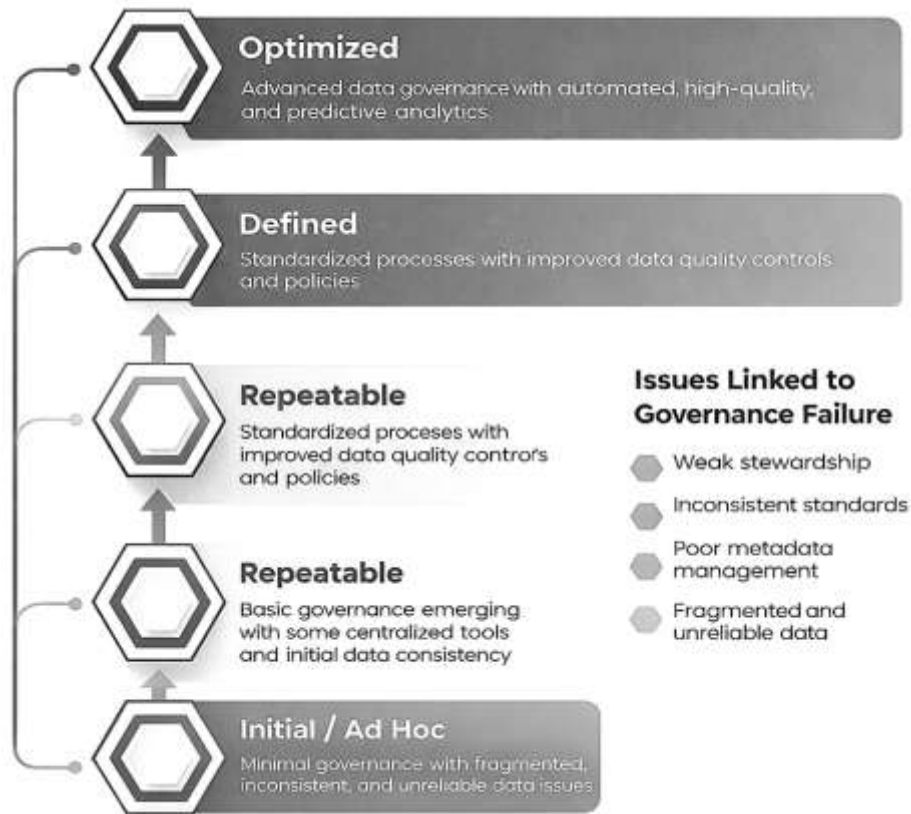 Optimized
Advanced data governance with automated, high-quality,
and predictive analytics
Defined
Standardized processes with improved data quality controls
and policies
Repeatable
Standardized proceses with
improved data quality contrors
and policies
Repeatable
Basic governance emerging
with some centralized tools
and initial data consistency
Initial / Ad Hoc
Minimal governance with fragmented,
inconsistent, and unreliable data issues
Issues Linked to
Governance Failure
Weak stewardship
Inconsistent standards
Poor metadata
management
Fragmented and
unreliable data